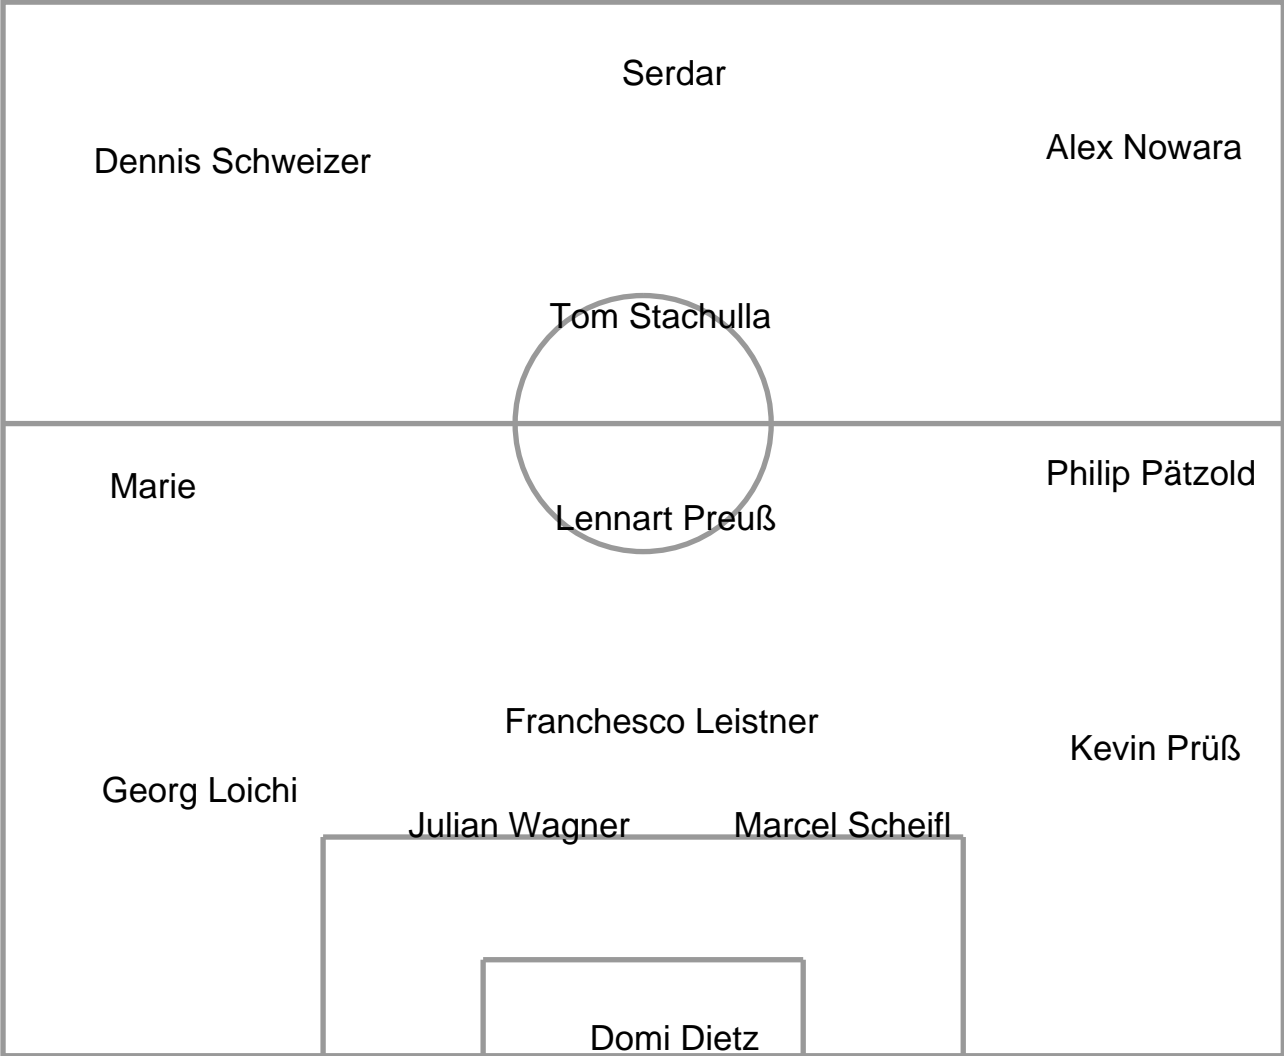 Serdar
Alex Nowara
Dennis Schweizer
Tom Stachulla
Philip Pätzold
Marie
Lennart Preuß
Franchesco Leistner
Kevin Prüß
Georg Loichi
Julian Wagner
Marcel Scheifl
Domi Dietz